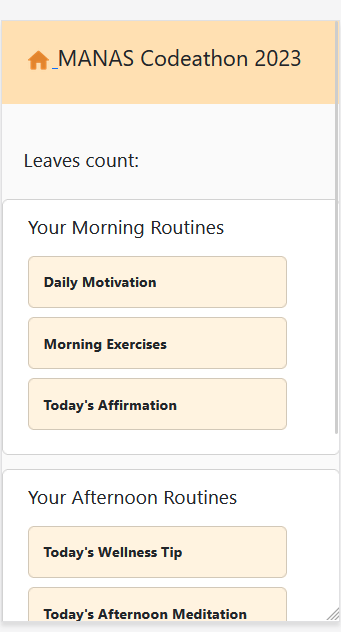 MANAS Codeathon 2023
Leaves count:
Your Morning Routines
Daily Motivation
Morning Exercises
Today's Affirmation
Your Afternoon Routines
Today's Wellness Tip
Today's Afternoon Meditation